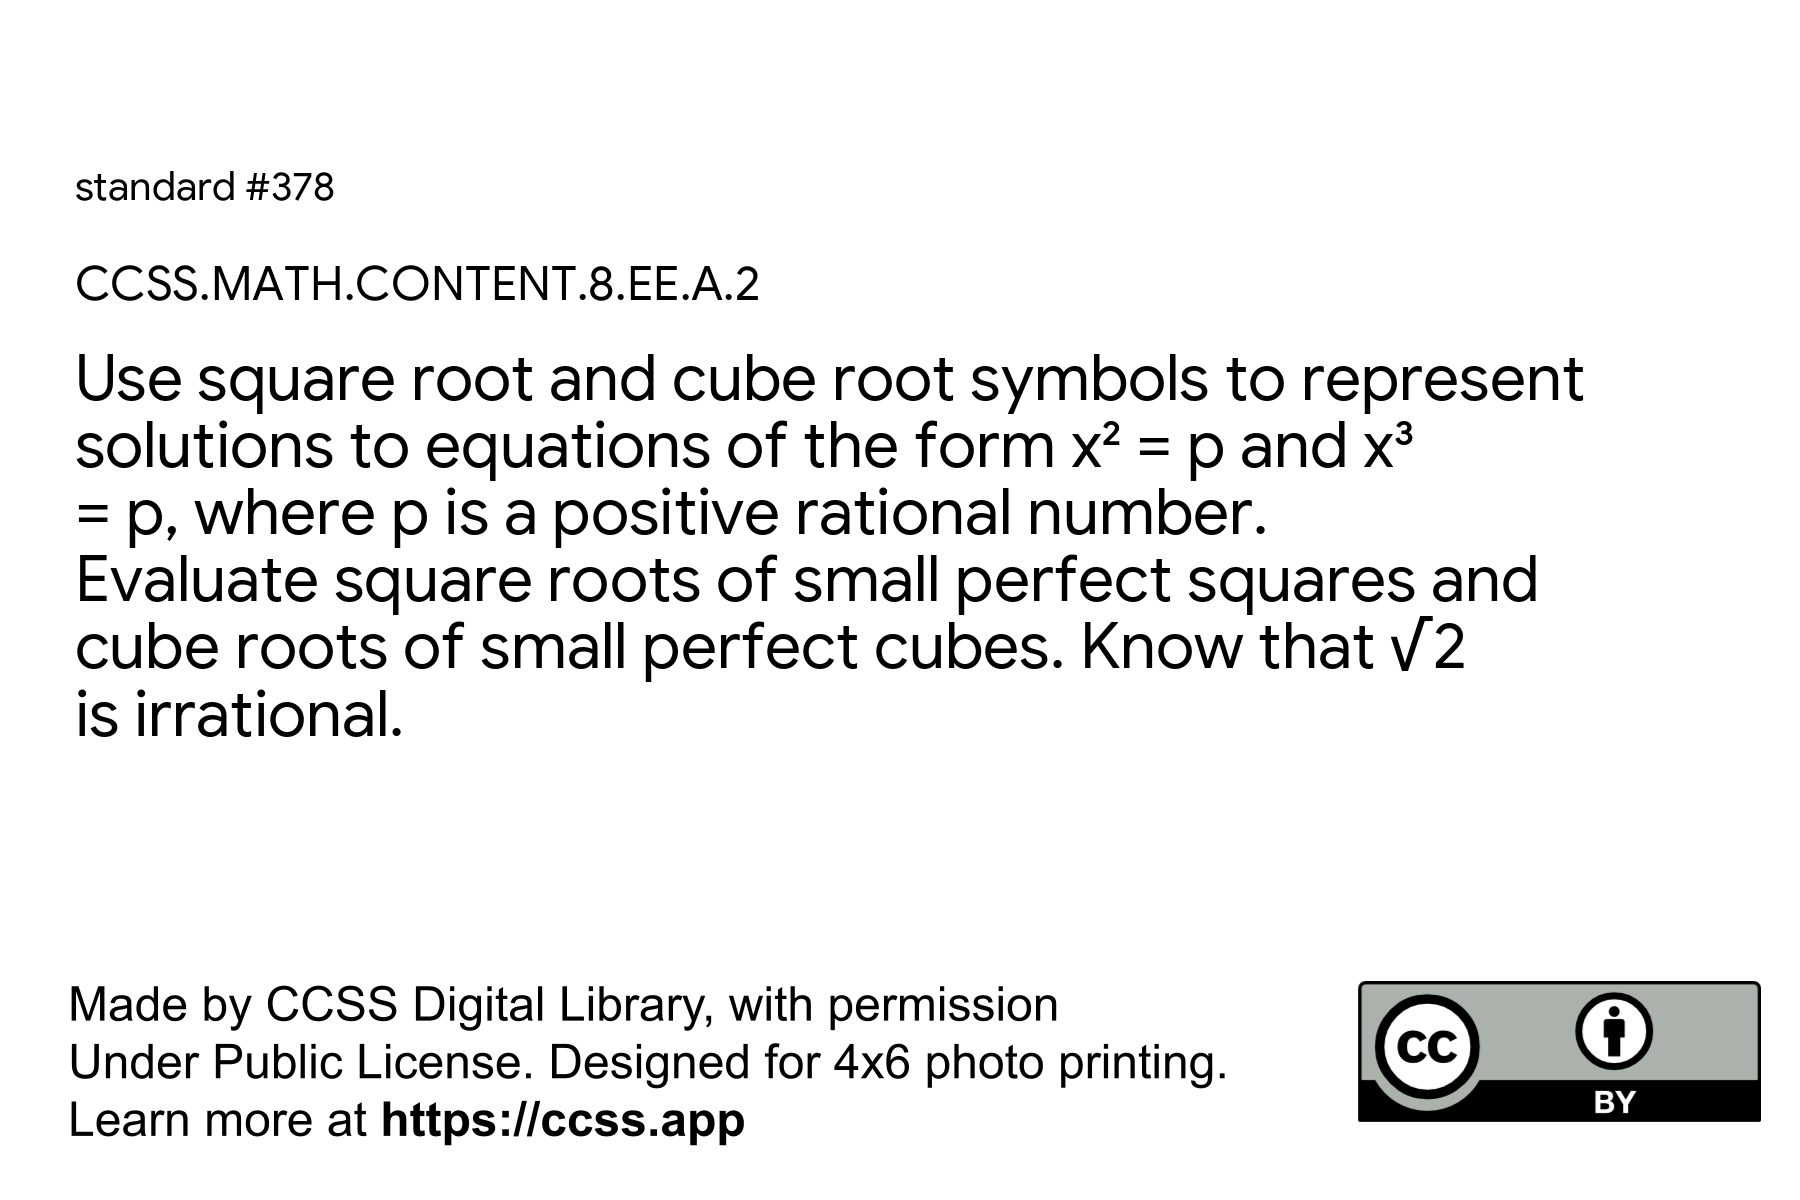 standard #378
CCSS.MATH.CONTENT.8.EE.A.2
Use square root and cube root symbols to represent
solutions to equations of the form x² = p and x³
= p, where p is a positive rational number.
Evaluate square roots of small perfect squares and
cube roots of small perfect cubes. Know that √2
is irrational.
Made by CCSS Digital Library, with permission
Under Public License. Designed for 4x6 photo printing.
Learn more at https://ccss.app
CC
BY